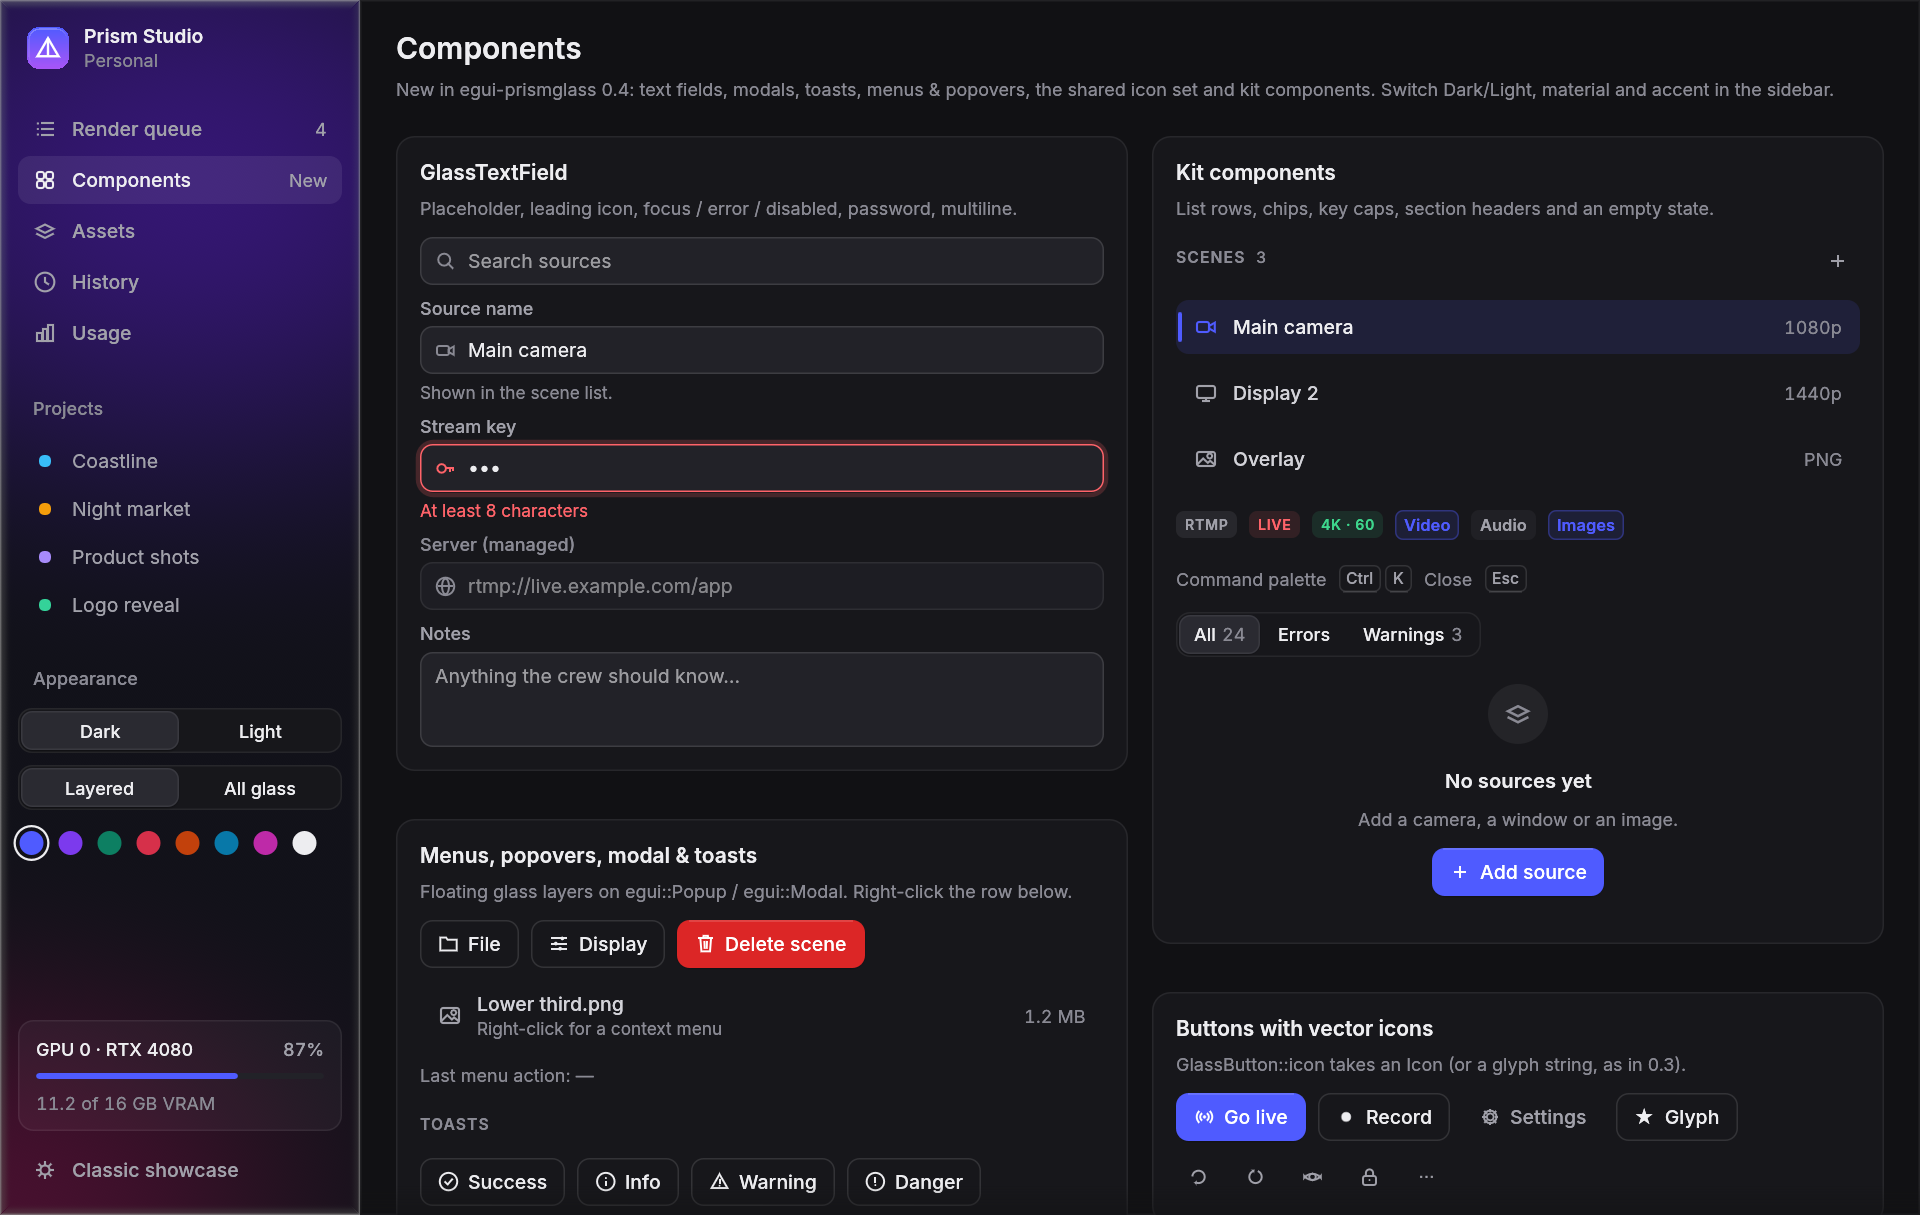 Prism Studio
Personal
Render queue 4
Components New
Assets
History
Usage
Projects
Coastline
Night market
Product shots
Logo reveal
Appearance
Dark Light
Layered All glass
GPU 0 · RTX 4080 87%
11.2 of 16 GB VRAM
Classic showcase
Components
New in egui-prismglass 0.4: text fields, modals, toasts, menus & popovers, the shared icon set and kit components. Switch Dark/Light, material and accent in the sidebar.
GlassTextField
Placeholder, leading icon, focus / error / disabled, password, multiline.
Search sources
Source name
Main camera
Shown in the scene list.
Stream key
•••
At least 8 characters
Server (managed)
rtmp://live.example.com/app
Notes
Anything the crew should know...
Menus, popovers, modal & toasts
Floating glass layers on egui::Popup / egui::Modal. Right-click the row below.
File Display Delete scene
Lower third.png
Right-click for a context menu
1.2 MB
Last menu action: —
TOASTS
Success Info Warning Danger
Kit components
List rows, chips, key caps, section headers and an empty state.
SCENES 3
Main camera 1080p
Display 2 1440p
Overlay PNG
RTMP LIVE 4K · 60 Video Audio Images
Command palette Ctrl K Close Esc
All 24 Errors Warnings 3
No sources yet
Add a camera, a window or an image.
Add source
Buttons with vector icons
GlassButton::icon takes an Icon (or a glyph string, as in 0.3).
Go live Record Settings ★ Glyph